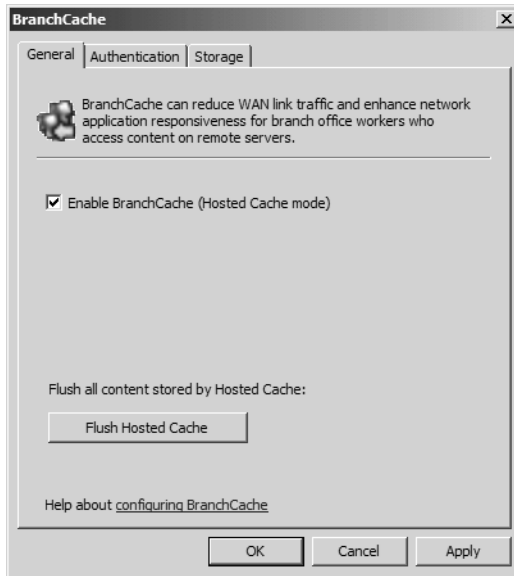 BranchCache
General
Authentication
Storage
BranchCache can reduce WAN link traffic and enhance network
application responsiveness for branch office workers who
access content on remote servers.
Enable BranchCache (Hosted Cache mode)
Flush all content stored by Hosted Cache:
Flush Hosted Cache
Help about configuring BranchCache
OK
Cancel
Apply